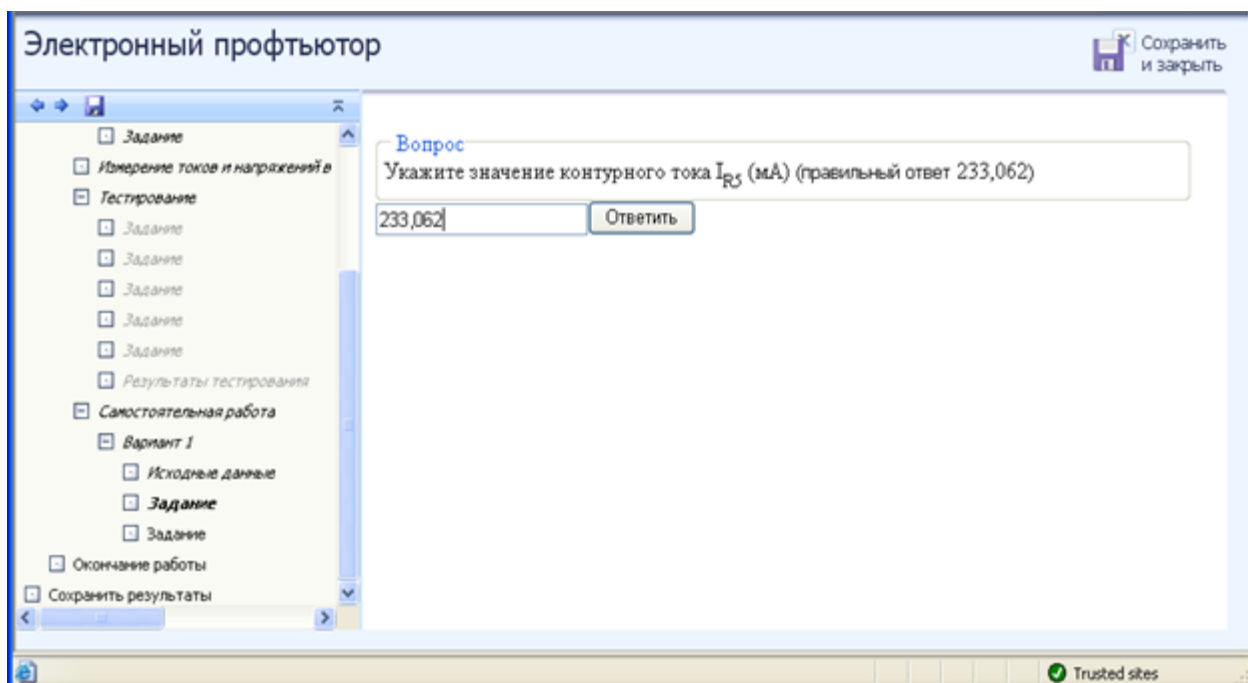 Электронный профтьютор
Сохранить
и закрыть
Задание
Измерение токов и напряжений в
Тестирование
Задание
Задание
Задание
Задание
Задание
Результаты тестирования
Самостоятельная работа
Вариант 1
Исходные данные
Задание
Задание
Окончание работы
Сохранить результаты
Вопрос
Укажите значение контурного тока I_R5 (мА) (правильный ответ 233,062)
233,062
Ответить
Trusted sites